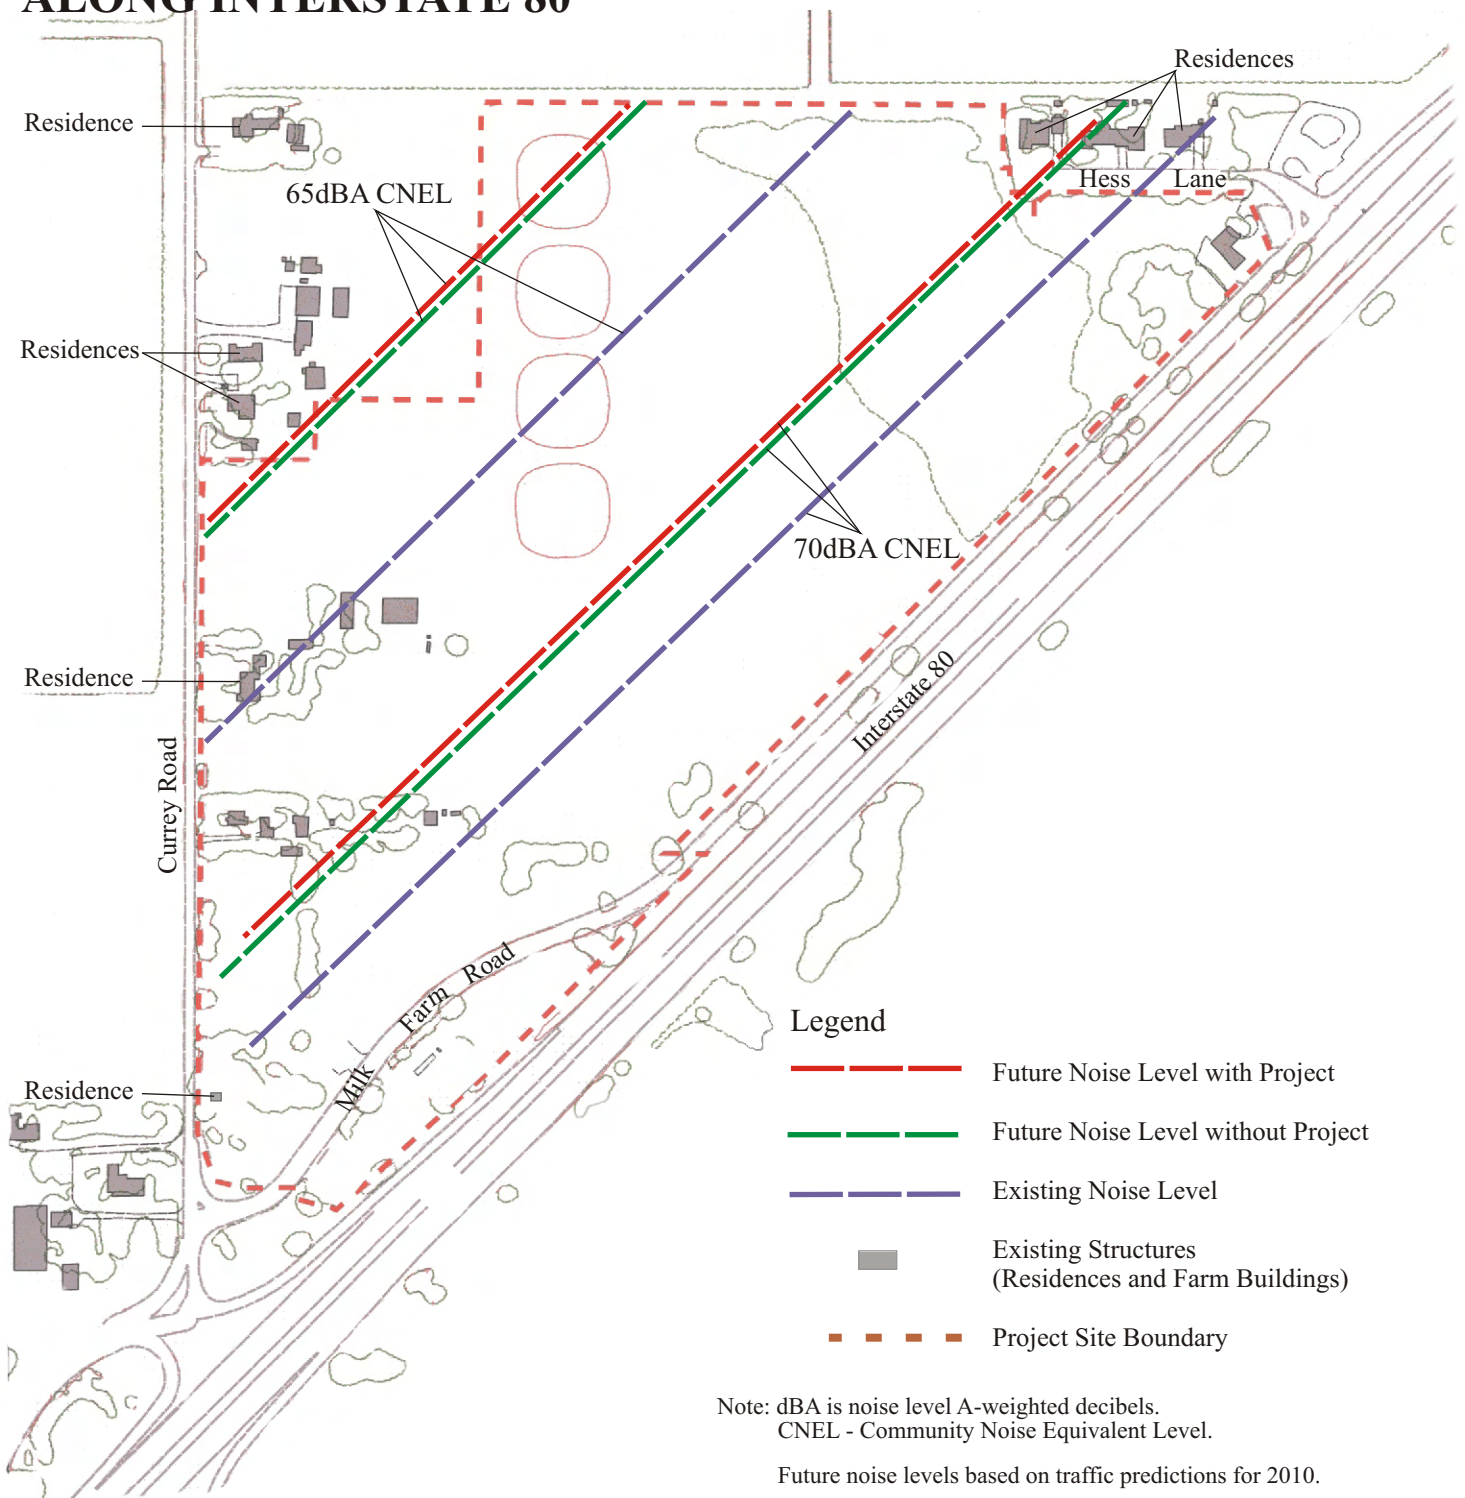 ALONG INTERSTATE 80
Residences
Residence
Hess Lane
65dBA CNEL
Residences
70dBA CNEL
Residence
Interstate 80
Currey Road
Milk Farm Road
Residence
Legend
Future Noise Level with Project
Future Noise Level without Project
Existing Noise Level
Existing Structures
(Residences and Farm Buildings)
Project Site Boundary
Note: dBA is noise level A-weighted decibels.
CNEL - Community Noise Equivalent Level.
Future noise levels based on traffic predictions for 2010.